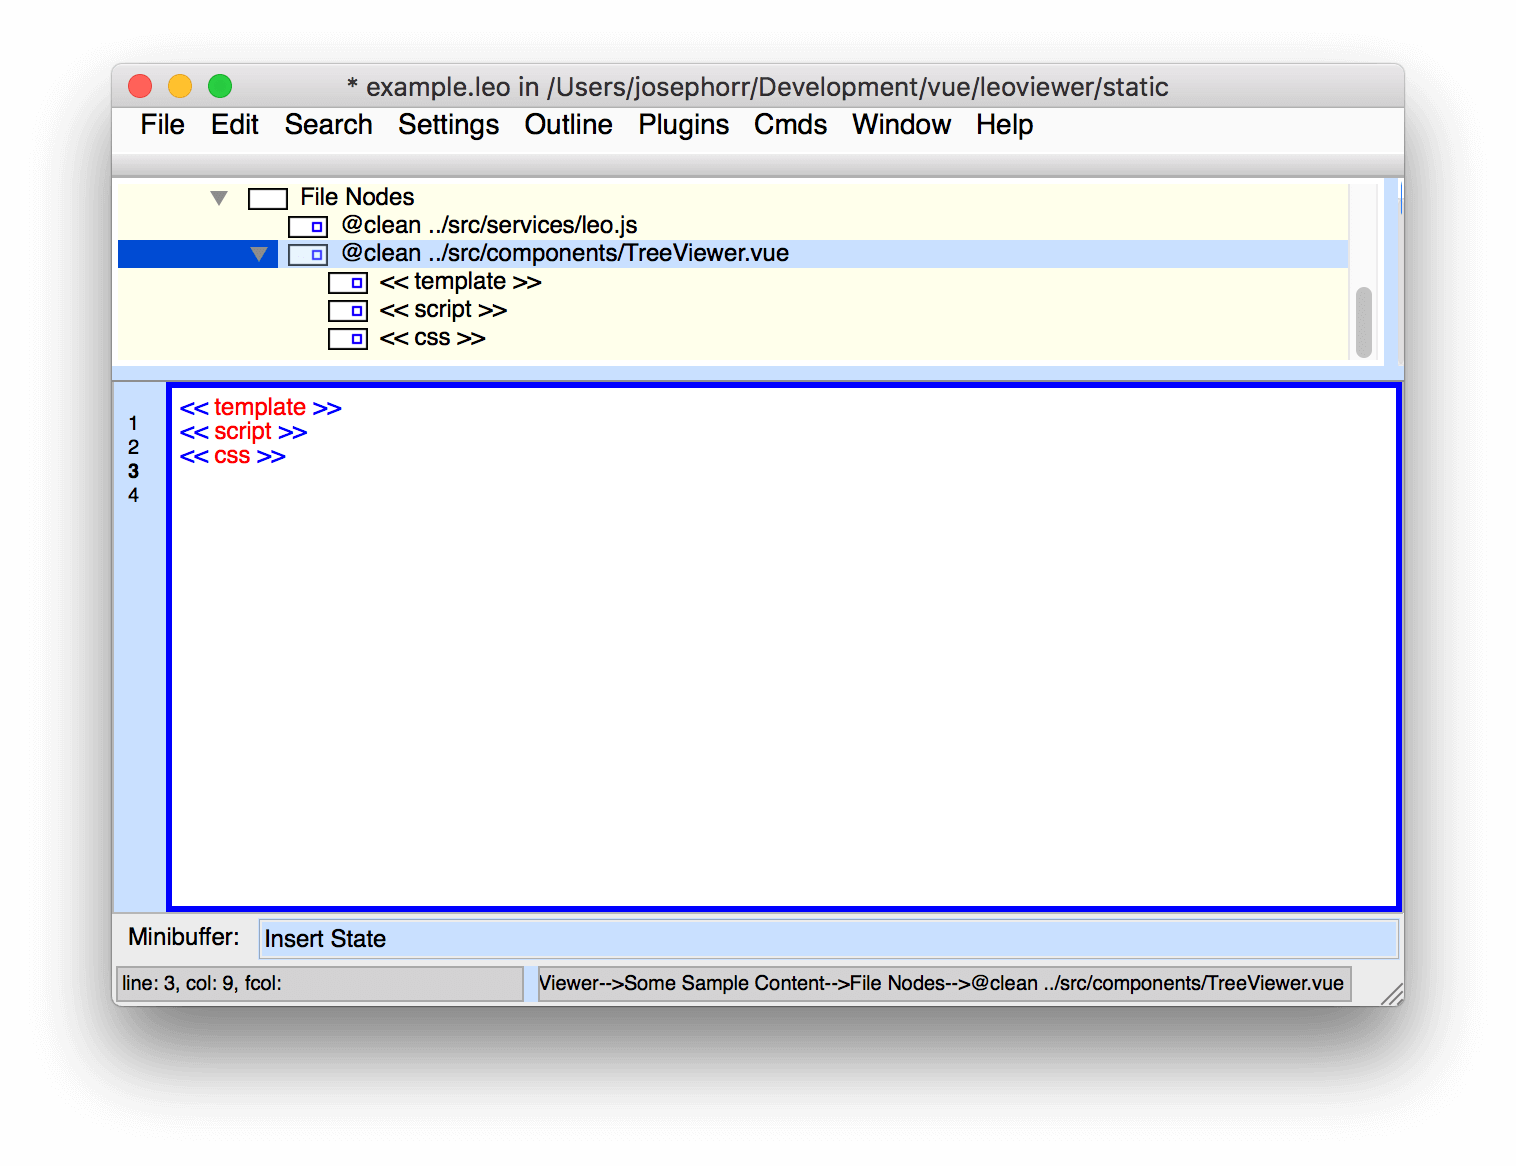 * example.leo in /Users/josephorr/Development/vue/leoviewer/static
File Edit Search Settings Outline Plugins Cmds Window Help
File Nodes
@clean ../src/services/leo.js
@clean ../src/components/TreeViewer.vue
<< template >>
<< script >>
<< css >>
1 << template >>
2 << script >>
3 << css >>
4
Minibuffer: Insert State
line: 3, col: 9, fcol:
Viewer-->Some Sample Content-->File Nodes-->@clean ../src/components/TreeViewer.vue